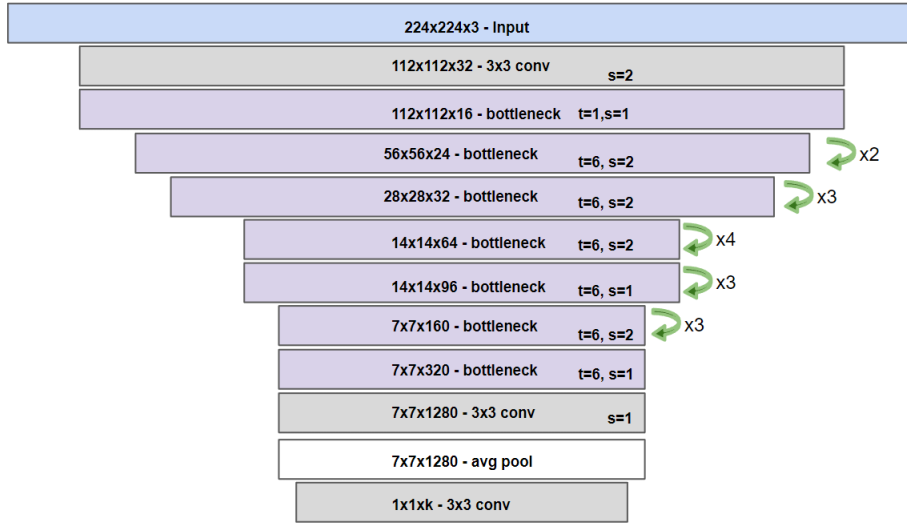 224x224x3 - Input
112x112x32 - 3x3 conv s=2
112x112x16 - bottleneck t=1,s=1
56x56x24 - bottleneck t=6, s=2 x2
28x28x32 - bottleneck t=6, s=2 x3
14x14x64 - bottleneck t=6, s=2 x4
14x14x96 - bottleneck t=6, s=1 x3
7x7x160 - bottleneck t=6, s=2 x3
7x7x320 - bottleneck t=6, s=1
7x7x1280 - 3x3 conv s=1
7x7x1280 - avg pool
1x1xk - 3x3 conv